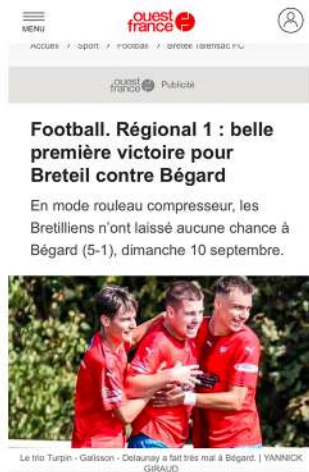 MENU
ouest
france
Accueil / Sport / Football / Breteil Talensac FC
ouest
france
Publicité
Football. Régional 1 : belle
première victoire pour
Breteil contre Bégard
En mode rouleau compresseur, les
Bretilliens n'ont laissé aucune chance à
Bégard (5-1), dimanche 10 septembre.
Le trio Turpin - Galisson - Delaunay a fait très mal à Bégard. | YANNICK
GIRAUD